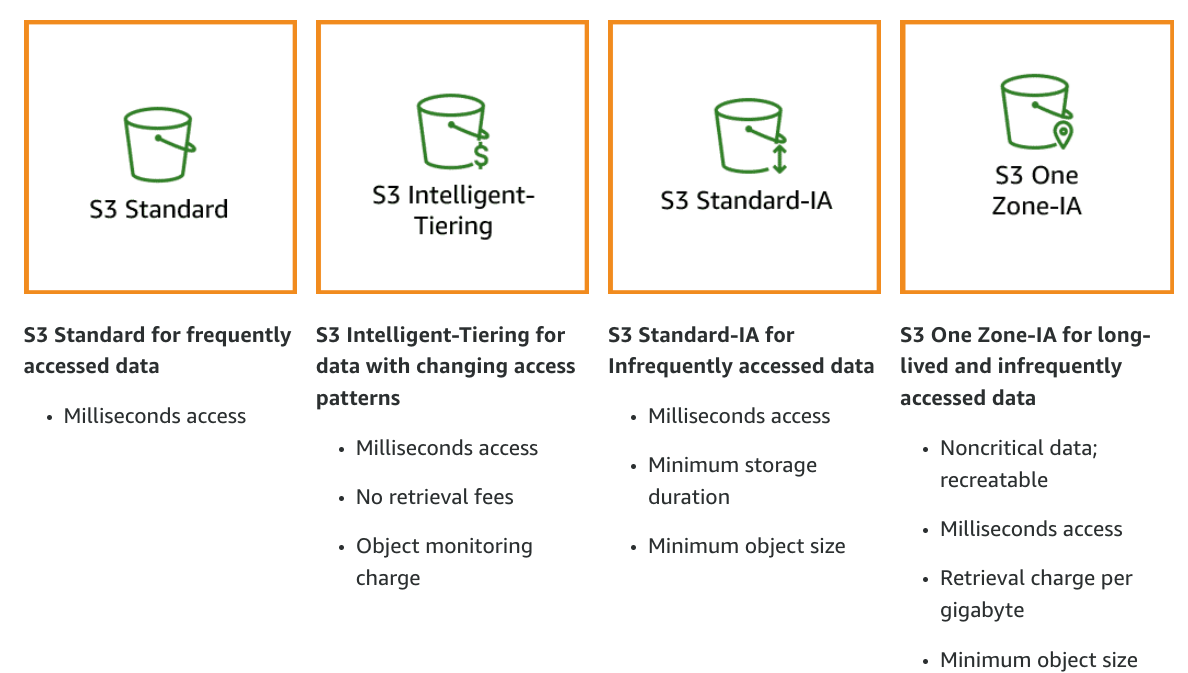 S3 Standard
S3 Intelligent-
Tiering
S3 Standard-IA
S3 One
Zone-IA
S3 Standard for frequently
accessed data
• Milliseconds access
S3 Intelligent-Tiering for
data with changing access
patterns
• Milliseconds access
• No retrieval fees
• Object monitoring
charge
S3 Standard-IA for
Infrequently accessed data
• Milliseconds access
• Minimum storage
duration
• Minimum object size
S3 One Zone-IA for long-
lived and infrequently
accessed data
• Noncritical data;
recreatable
• Milliseconds access
• Retrieval charge per
gigabyte
• Minimum object size